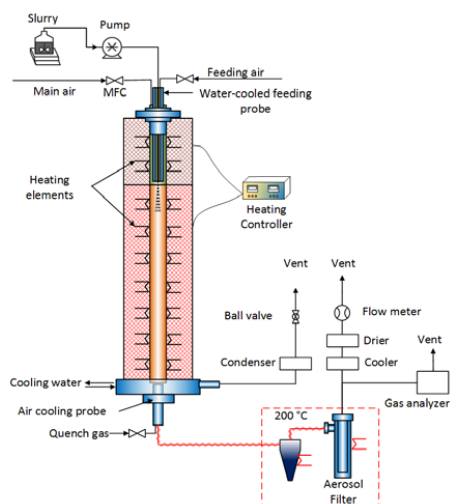 Slurry
Pump
Feeding air
Main air
MFC
Water-cooled feeding
probe
Heating
elements
Heating
Controller
Vent
Vent
Ball valve
Flow meter
Vent
Drier
Condenser
Cooler
Cooling water
Gas analyzer
Air cooling probe
200 °C
Quench gas
Aerosol
Filter